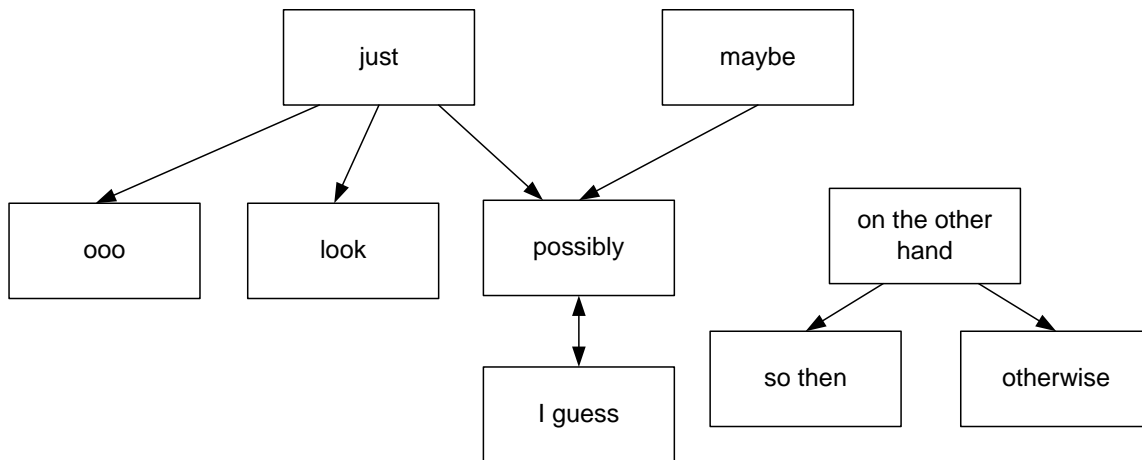 just
maybe
ooo
look
possibly
on the other
hand
so then
otherwise
I guess